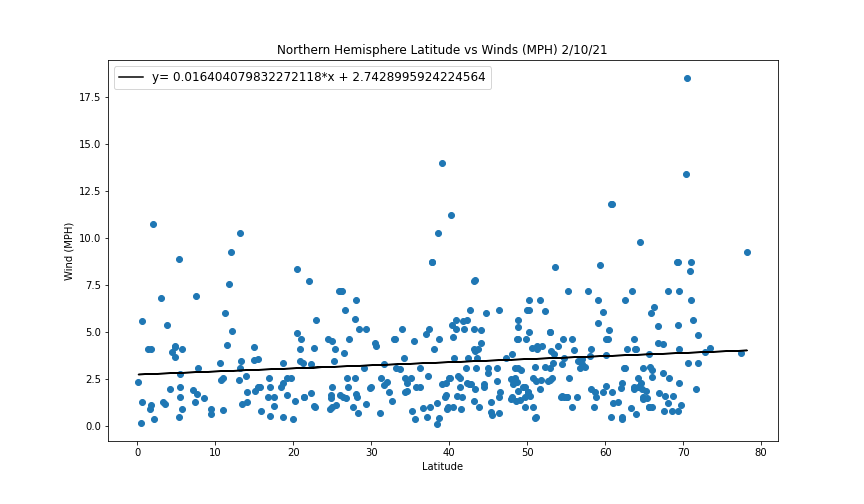 Northern Hemisphere Latitude vs Winds (MPH) 2/10/21
y= 0.016404079832272118*x + 2.7428995924224564
17.5
15.0
12.5
10.0
7.5
5.0
2.5
0.0
Wind (MPH)
0 10 20 30 40 50 60 70 80
Latitude